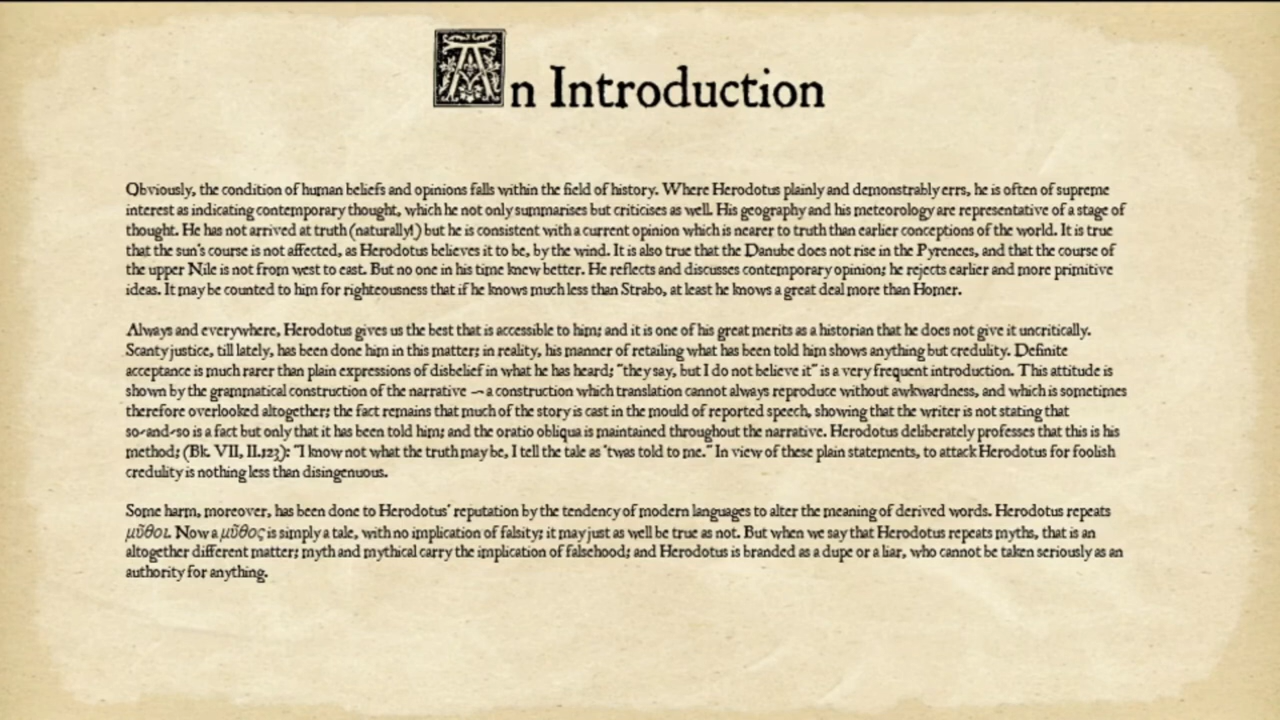 An Introduction
Obviously, the condition of human beliefs and opinions falls within the field of history. Where Herodotus plainly and demonstrably errs, he is often of supreme
interest as indicating contemporary thought, which he not only summarises but criticises as well. His geography and his meteorology are representative of a stage of
thought. He has not arrived at truth (naturally!) but he is consistent with a current opinion which is nearer to truth than earlier conceptions of the world. It is true
that the sun's course is not affected, as Herodotus believes it to be, by the wind. It is also true that the Danube does not rise in the Pyrenees, and that the course of
the upper Nile is not from west to east. But no one in his time knew better. He reflects and discusses contemporary opinion; he rejects earlier and more primitive
ideas. It may be counted to him for righteousness that if he knows much less than Strabo, at least he knows a great deal more than Homer.
Always and everywhere, Herodotus gives us the best that is accessible to him; and it is one of his great merits as a historian that he does not give it uncritically.
Scanty justice, till lately, has been done him in this matter; in reality, his manner of retailing what has been told him shows anything but credulity. Definite
acceptance is much rarer than plain expressions of disbelief in what he has heard; "they say, but I do not believe it" is a very frequent introduction. This attitude is
shown by the grammatical construction of the narrative — a construction which translation cannot always reproduce without awkwardness, and which is sometimes
therefore overlooked altogether; the fact remains that much of the story is cast in the mould of reported speech, showing that the writer is not stating that
so-and-so is a fact but only that it has been told him; and the oratio obliqua is maintained throughout the narrative. Herodotus deliberately professes that this is his
method; (Bk. VII, II.123): "I know not what the truth may be, I tell the tale as 'twas told to me." In view of these plain statements, to attack Herodotus for foolish
credulity is nothing less than disingenuous.
Some harm, moreover, has been done to Herodotus' reputation by the tendency of modern languages to alter the meaning of derived words. Herodotus repeats
μῦθοι. Now a μῦθος is simply a tale, with no implication of falsity; it may just as well be true as not. But when we say that Herodotus repeats myths, that is an
altogether different matter; myth and mythical carry the implication of falsehood; and Herodotus is branded as a dupe or a liar, who cannot be taken seriously as an
authority for anything.